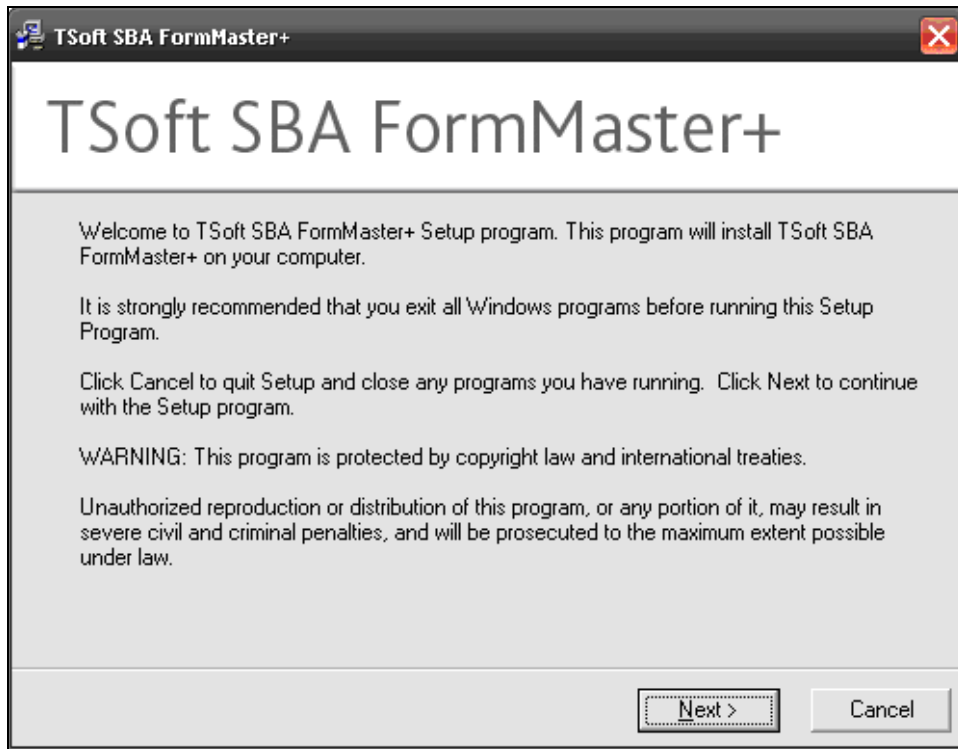 TSoft SBA FormMaster+
TSoft SBA FormMaster+
Welcome to TSoft SBA FormMaster+ Setup program. This program will install TSoft SBA
FormMaster+ on your computer.
It is strongly recommended that you exit all Windows programs before running this Setup
Program.
Click Cancel to quit Setup and close any programs you have running.  Click Next to continue
with the Setup program.
WARNING: This program is protected by copyright law and international treaties.
Unauthorized reproduction or distribution of this program, or any portion of it, may result in
severe civil and criminal penalties, and will be prosecuted to the maximum extent possible
under law.
Next > Cancel